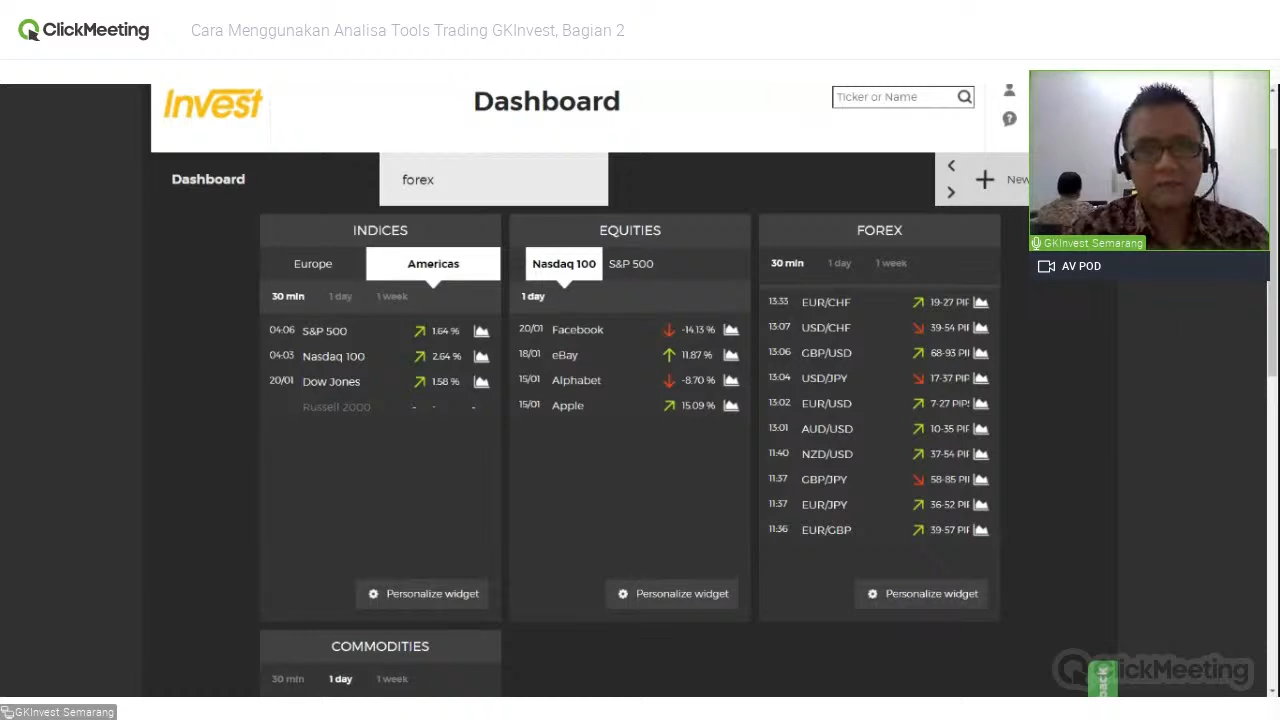 ClickMeeting
Cara Menggunakan Analisa Tools Trading GKInvest, Bagian 2
Invest
Dashboard
Ticker or Name
Dashboard
forex
New
GKInvest Semarang
AV POD
INDICES
Europe
Americas
30 min 1 day 1 week
04:06 S&P 500 1.64 %
04:03 Nasdaq 100 2.64 %
20/01 Dow Jones 1.58 %
Russell 2000 - - -
Personalize widget
EQUITIES
Nasdaq 100 S&P 500
1 day
20/01 Facebook -14.13 %
18/01 eBay 11.87 %
15/01 Alphabet -8.70 %
15/01 Apple 15.09 %
Personalize widget
FOREX
30 min 1 day 1 week
13:33 EUR/CHF 19-27 PIP
13:07 USD/CHF 39-54 PIP
13:06 GBP/USD 68-93 PIP
13:04 USD/JPY 17-37 PIP
13:02 EUR/USD 7-27 PIPS
13:01 AUD/USD 10-35 PIP
11:40 NZD/USD 37-54 PIP
11:37 GBP/JPY 58-85 PIP
11:37 EUR/JPY 36-52 PIP
11:36 EUR/GBP 39-57 PIP
Personalize widget
COMMODITIES
30 min 1 day 1 week
ClickMeeting
back
GKInvest Semarang